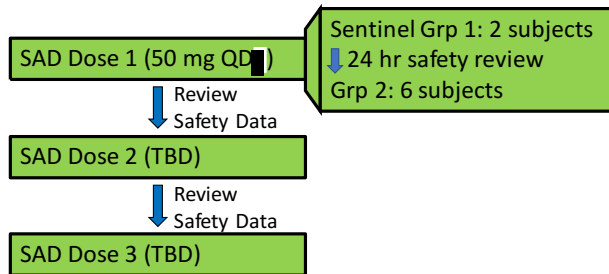 SAD Dose 1 (50 mg QD )
Sentinel Grp 1: 2 subjects
24 hr safety review
Grp 2: 6 subjects
Review
Safety Data
SAD Dose 2 (TBD)
Review
Safety Data
SAD Dose 3 (TBD)